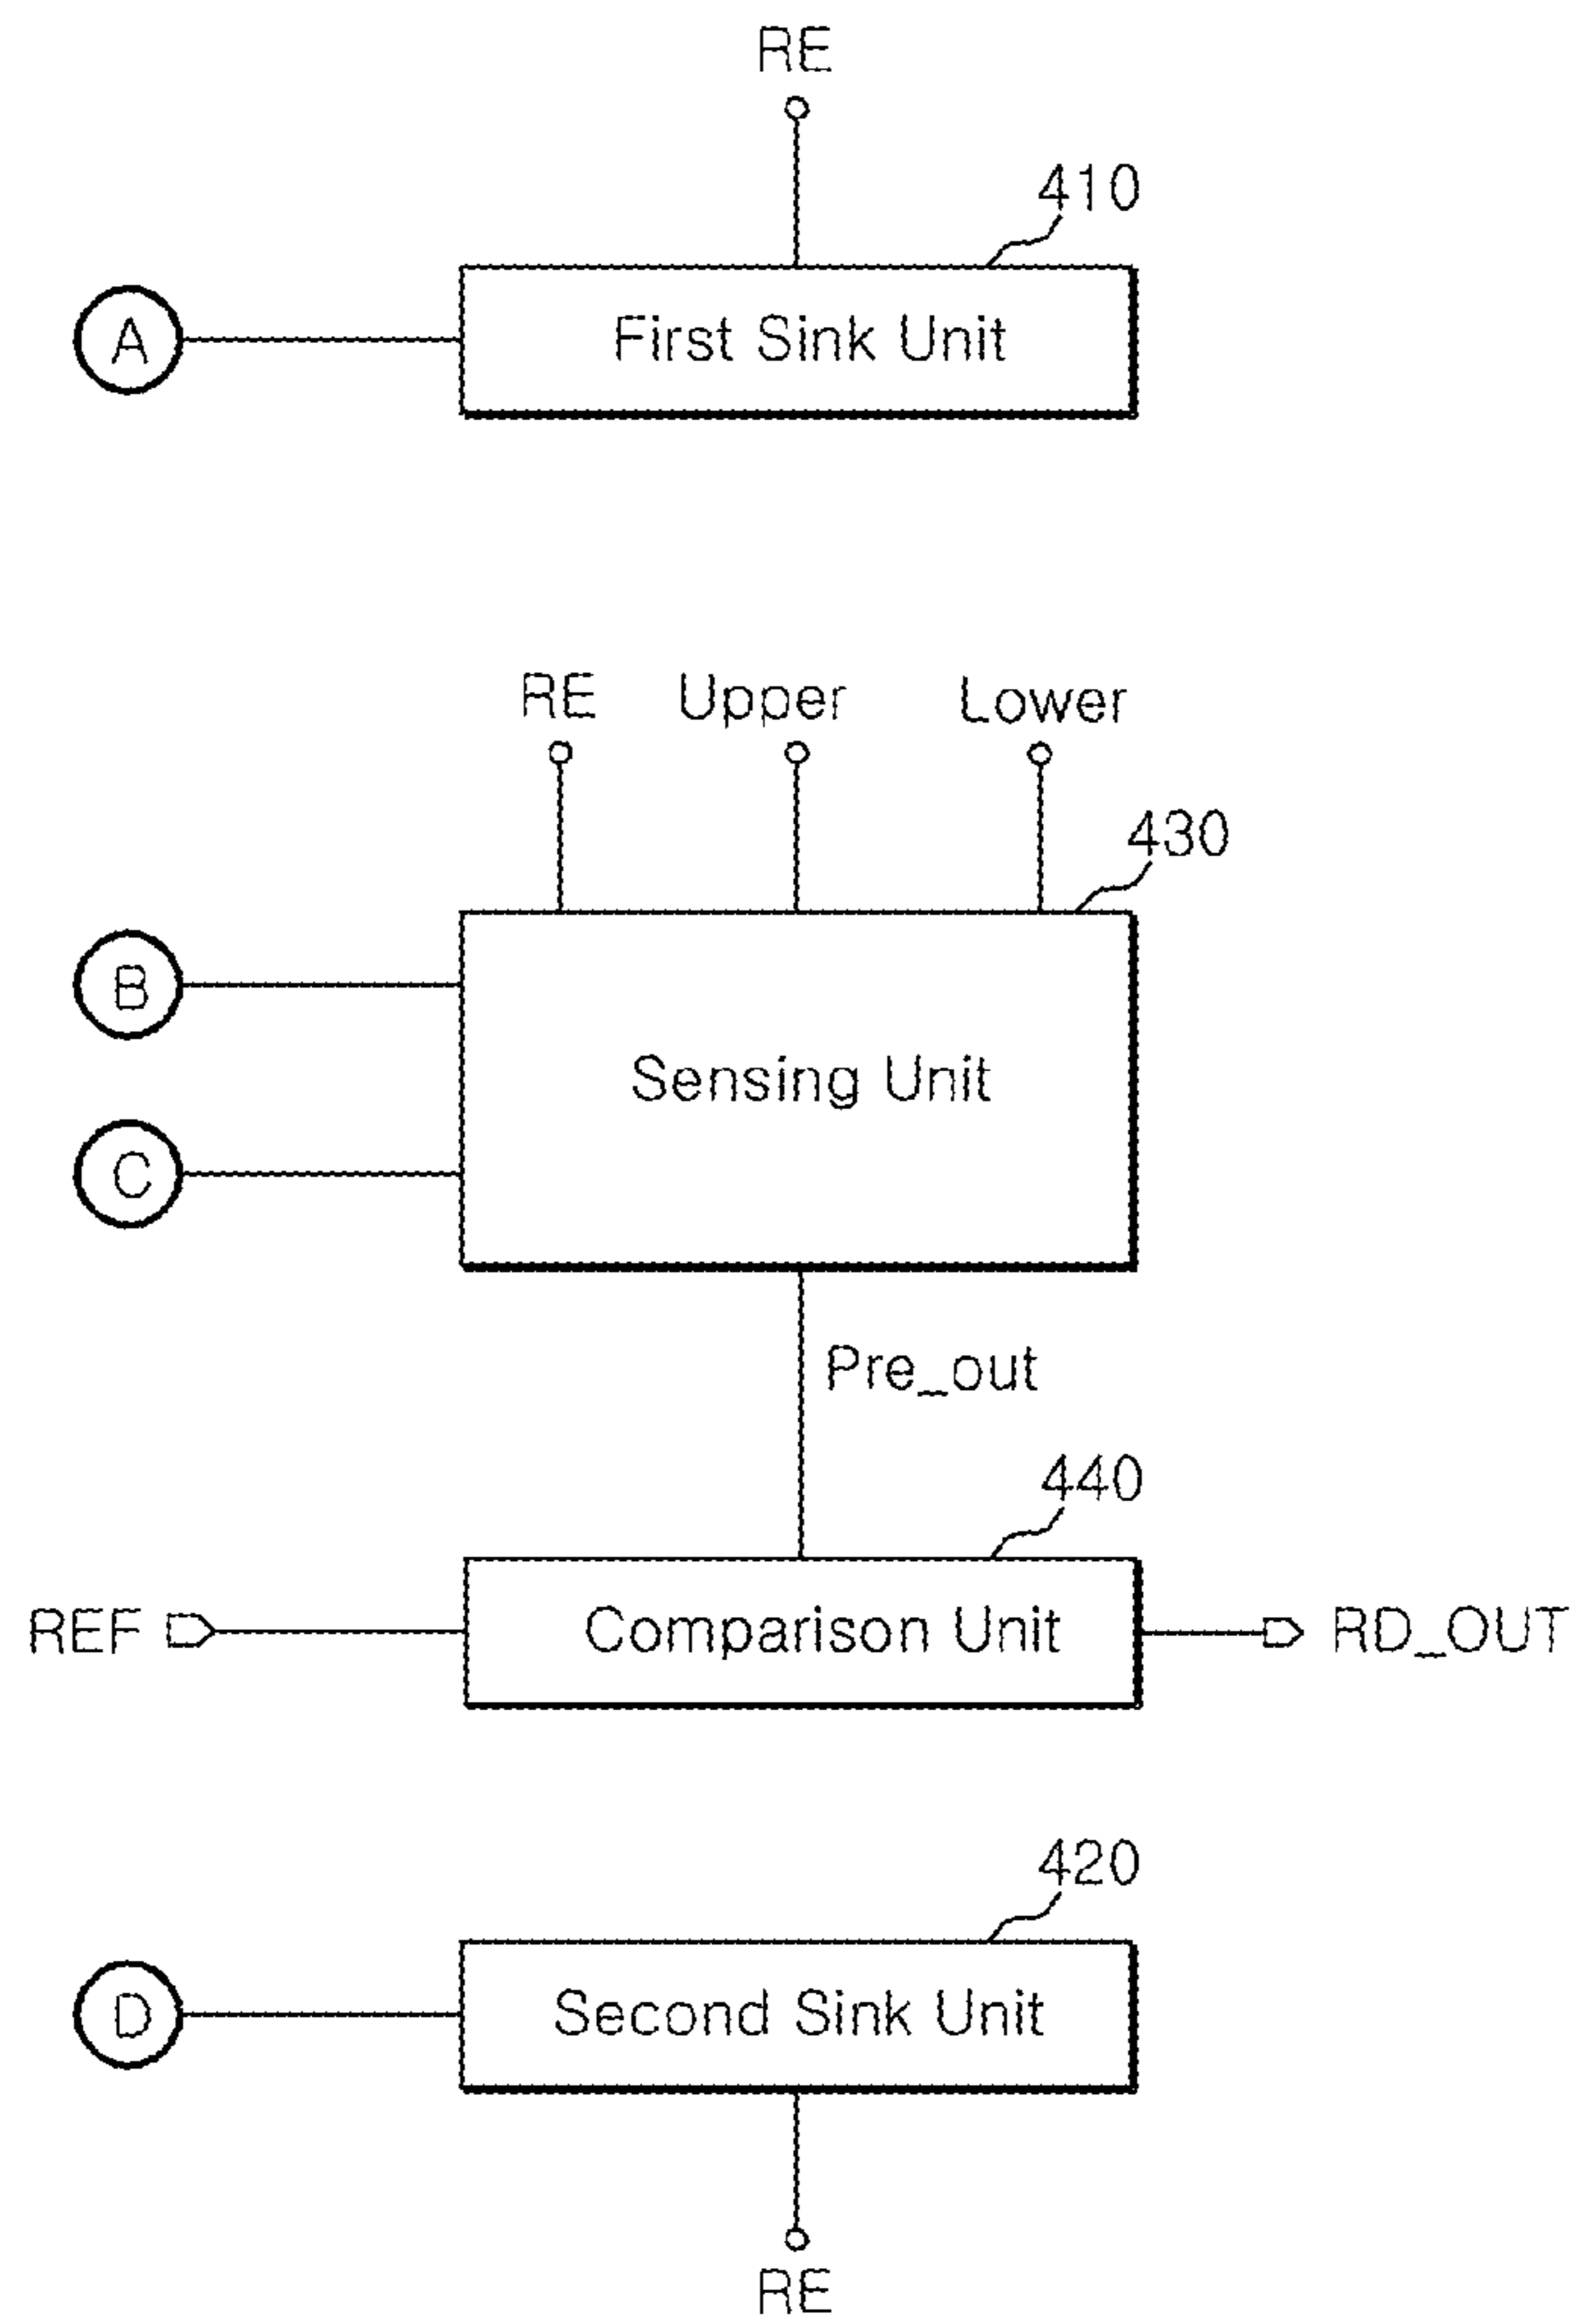 RE
410
A
First Sink Unit
RE Upper Lower
430
B
Sensing Unit
C
Pre_out
440
REF
Comparison Unit
RD_OUT
420
D
Second Sink Unit
RE